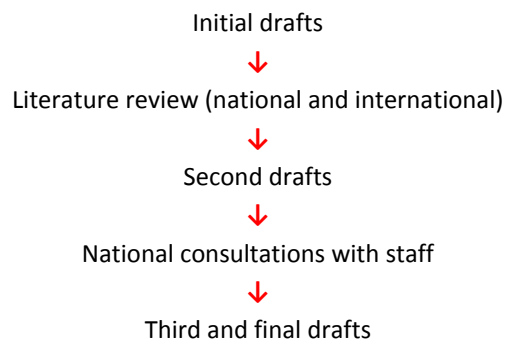 Initial drafts
↓
Literature review (national and international)
↓
Second drafts
↓
National consultations with staff
↓
Third and final drafts